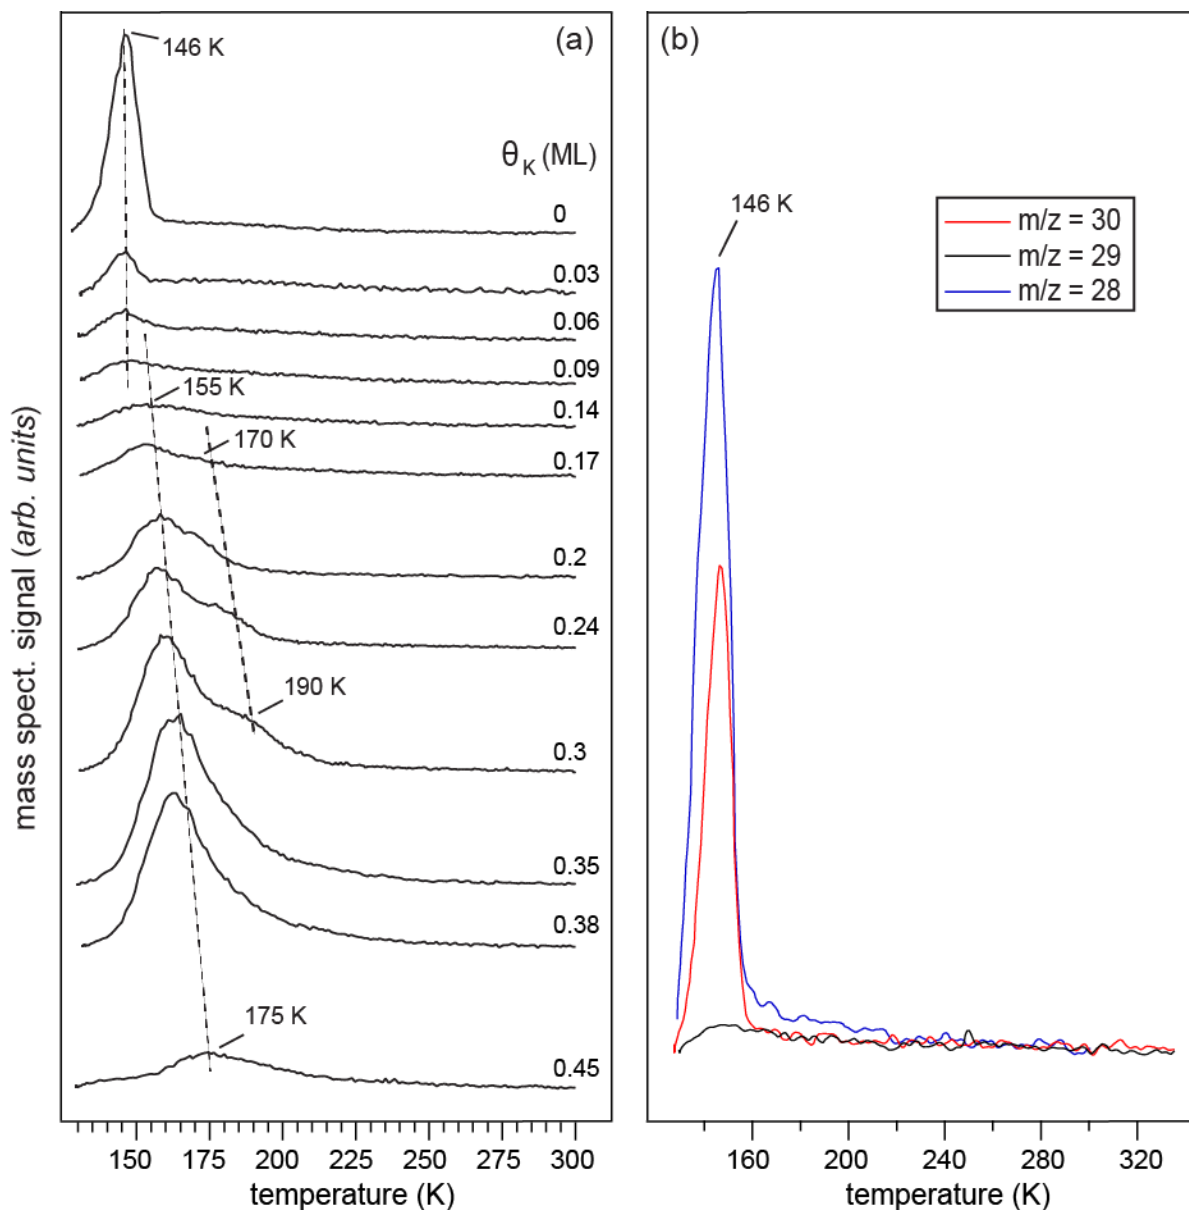 (a)
146 K
θK (ML)
0
0.03
0.06
0.09
155 K
0.14
170 K
0.17
0.2
0.24
190 K
0.3
0.35
0.38
175 K
0.45
mass spect. signal (arb. units)
150 175 200 225 250 275 300
temperature (K)
(b)
146 K
m/z = 30
m/z = 29
m/z = 28
160 200 240 280 320
temperature (K)